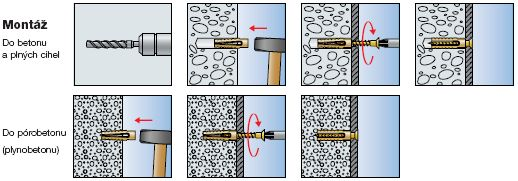 Montáž
Do betonu
a plných cihel
Do pórobetonu
(plynobetonu)